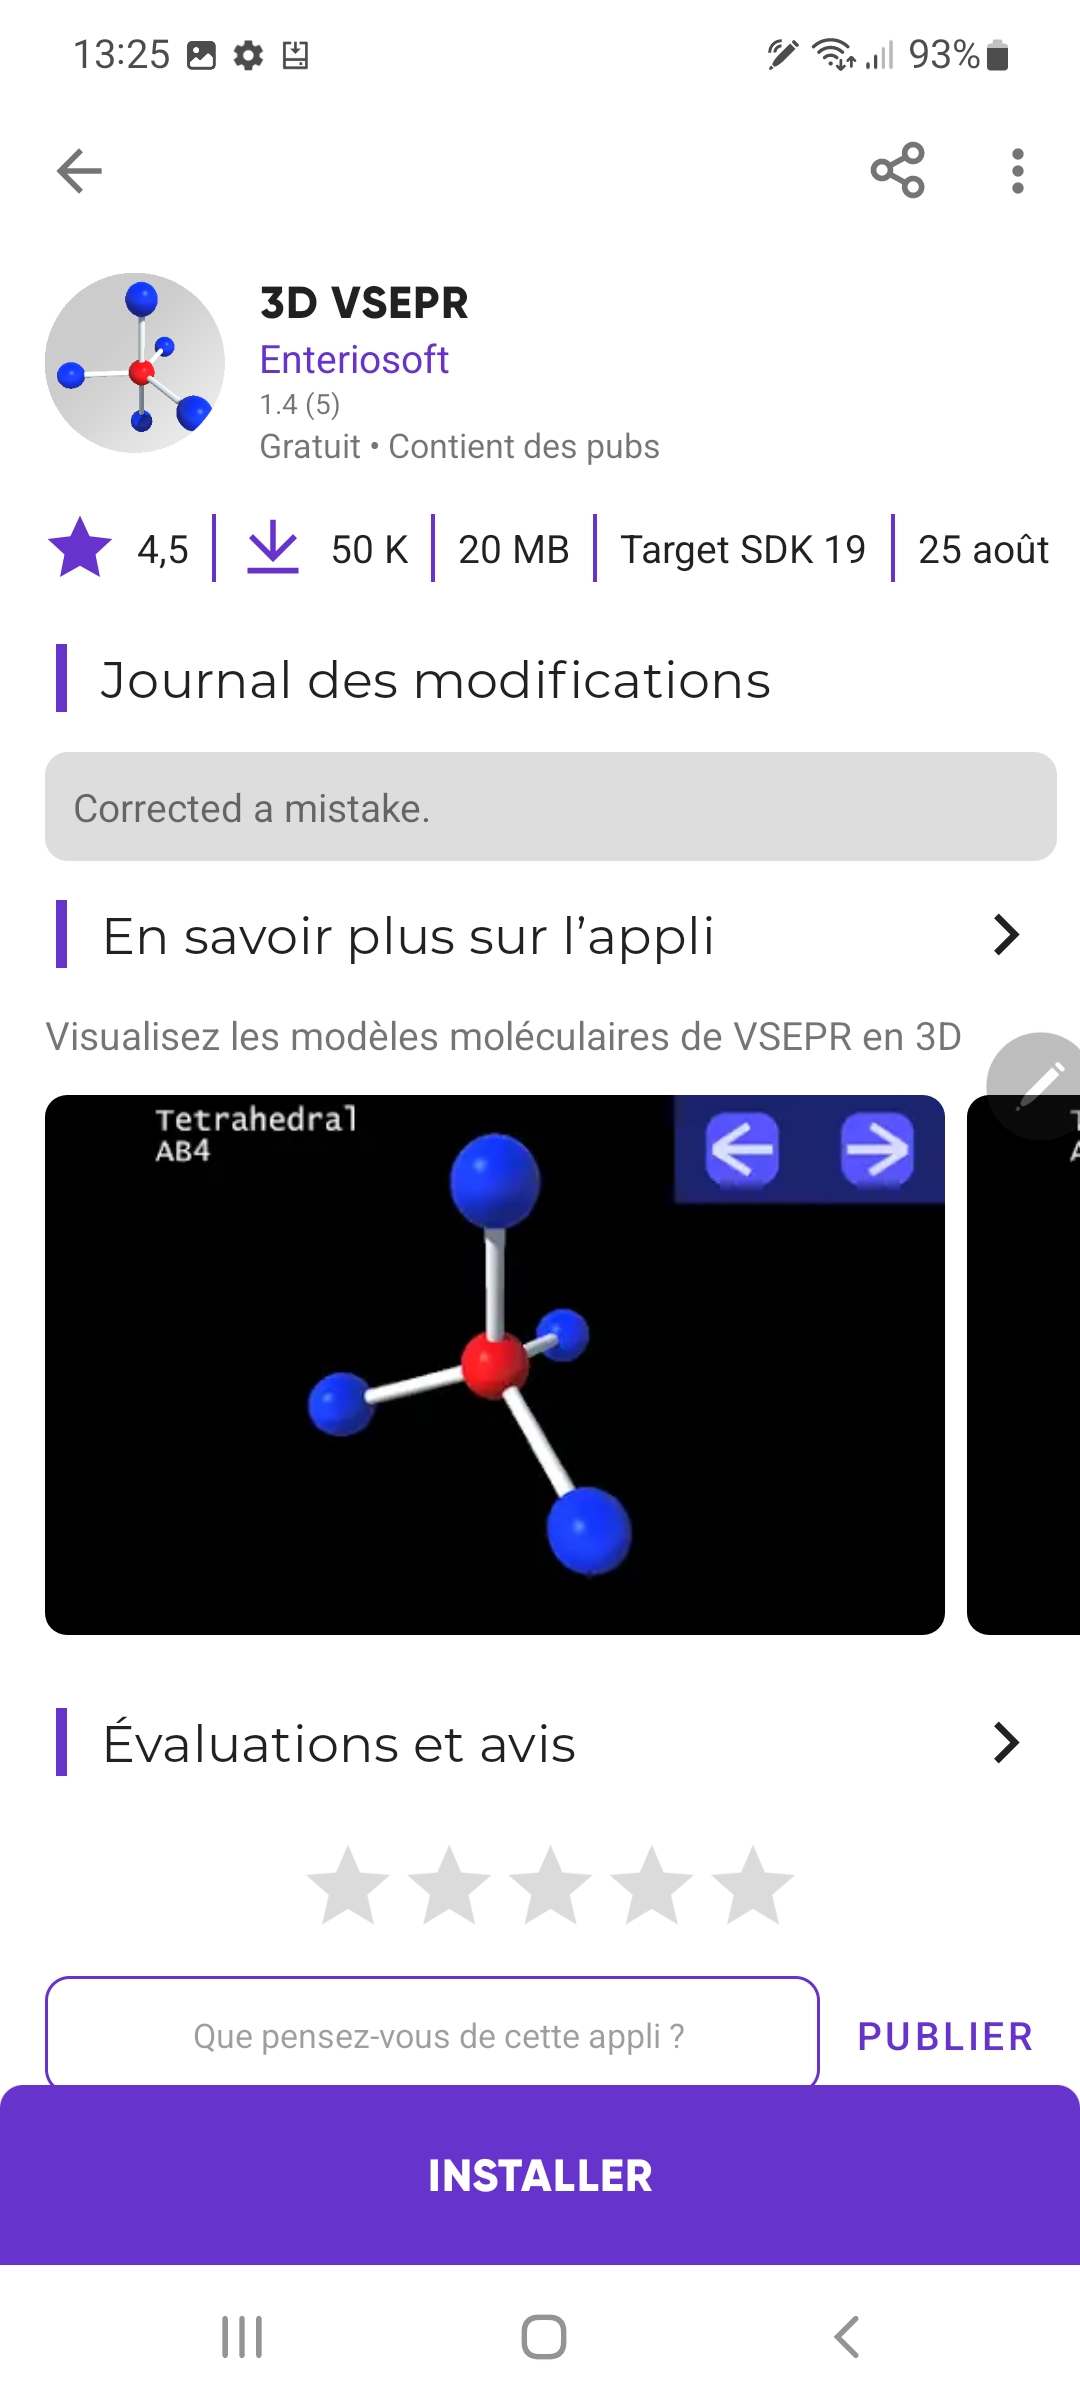 13:25 93%
3D VSEPR
Enteriosoft
1.4 (5)
Gratuit • Contient des pubs
4,5 50 K 20 MB Target SDK 19 25 août
Journal des modifications
Corrected a mistake.
En savoir plus sur l’appli
Visualisez les modèles moléculaires de VSEPR en 3D
Tetrahedral
AB4
Évaluations et avis
Que pensez-vous de cette appli ? PUBLIER
INSTALLER